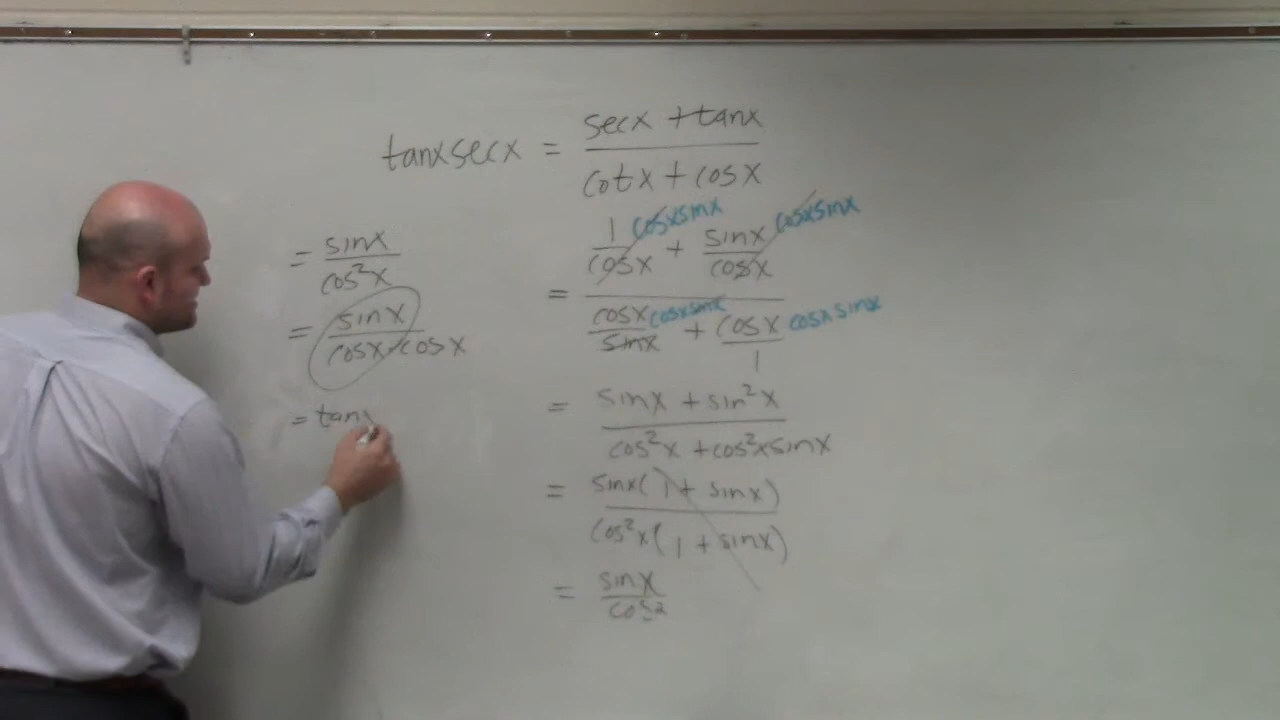 tanxsecx = secx + tanx / cotx + cosx
= 1/cosx cosxsinx + sinx/cosx cosxsinx / cosx/sinx cosxsinx + cosx/1 cosxsinx
= sinx + sin²x / cos²x + cos²xsinx
= sinx(1 + sinx) / cos²x(1 + sinx)
= sinx / cos²
= sinx / cos²x
= sinx / cosx·cosx
= tanx